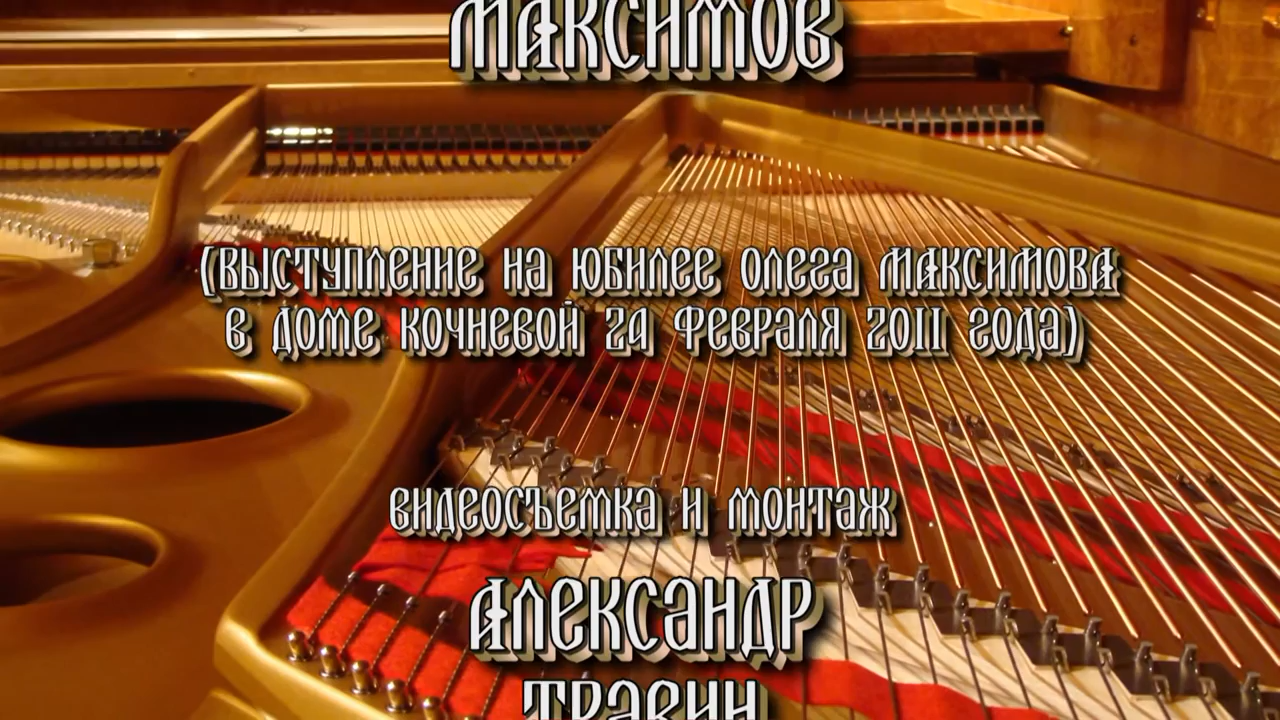 Максимов
(выступление на юбилее Олега Максимова
в доме Кочневой 24 февраля 2011 года)
видеосъемка и монтаж
Александр
Травин